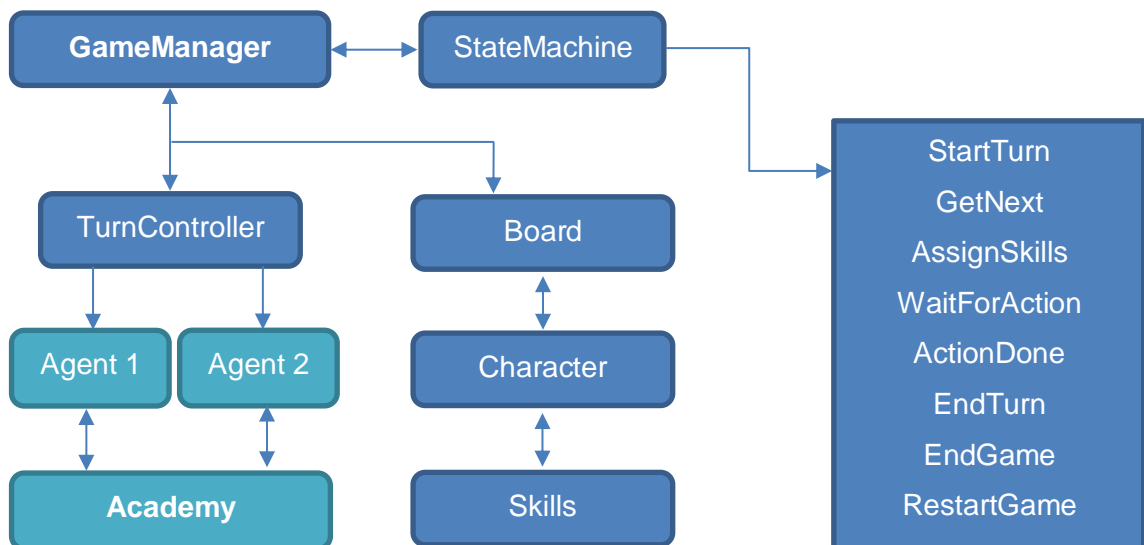 GameManager
StateMachine
StartTurn
GetNext
AssignSkills
WaitForAction
ActionDone
EndTurn
EndGame
RestartGame
TurnController
Board
Agent 1
Agent 2
Character
Academy
Skills